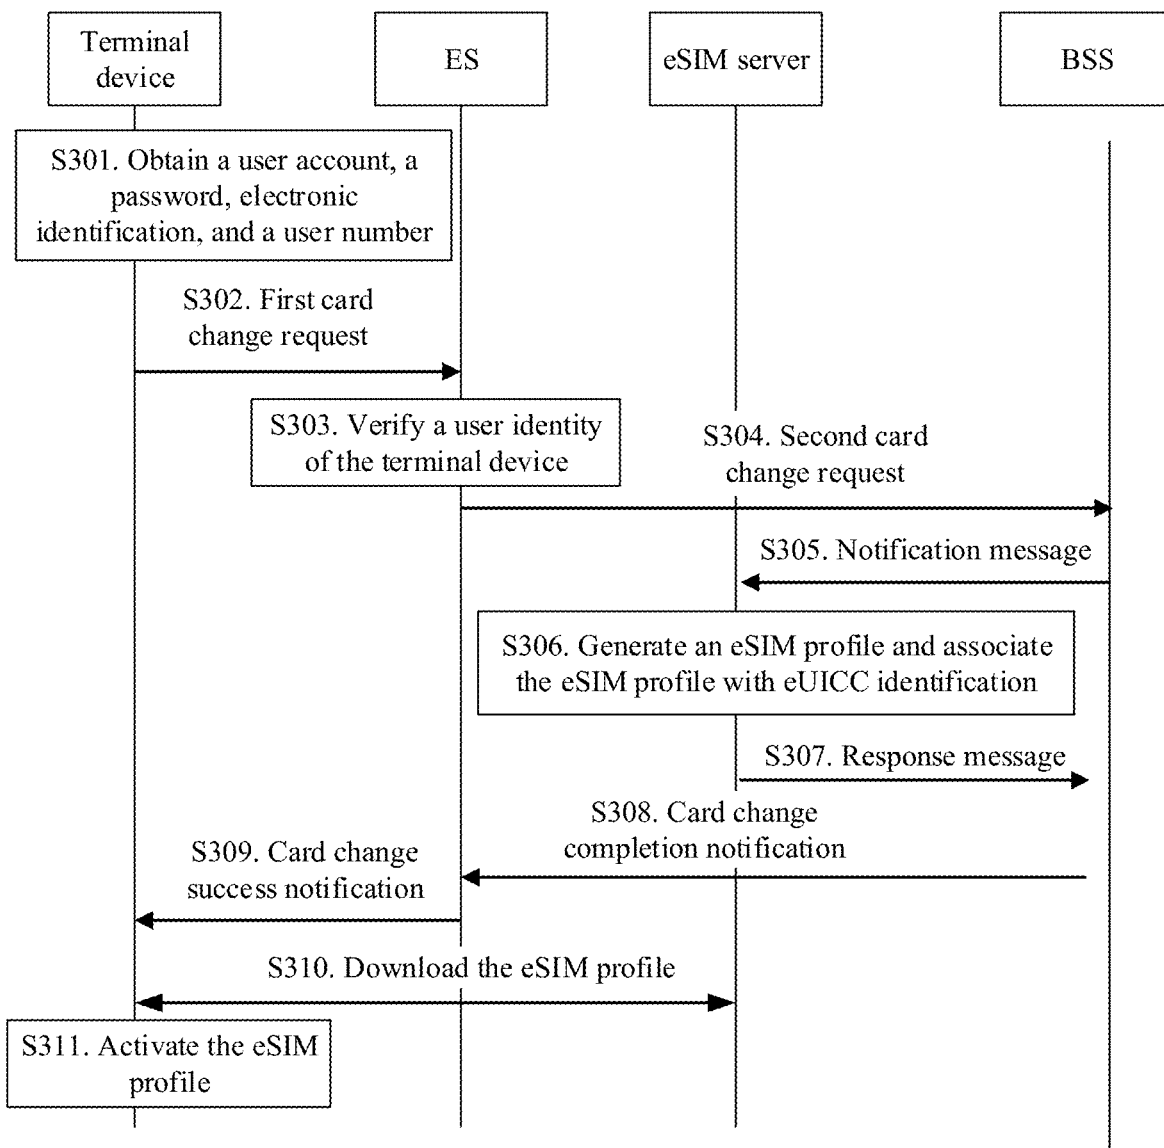 Terminal
device
ES
eSIM server
BSS
S301. Obtain a user account, a
password, electronic
identification, and a user number
S302. First card
change request
S303. Verify a user identity
of the terminal device
S304. Second card
change request
S305. Notification message
S306. Generate an eSIM profile and associate
the eSIM profile with eUICC identification
S307. Response message
S308. Card change
completion notification
S309. Card change
success notification
S310. Download the eSIM profile
S311. Activate the eSIM
profile